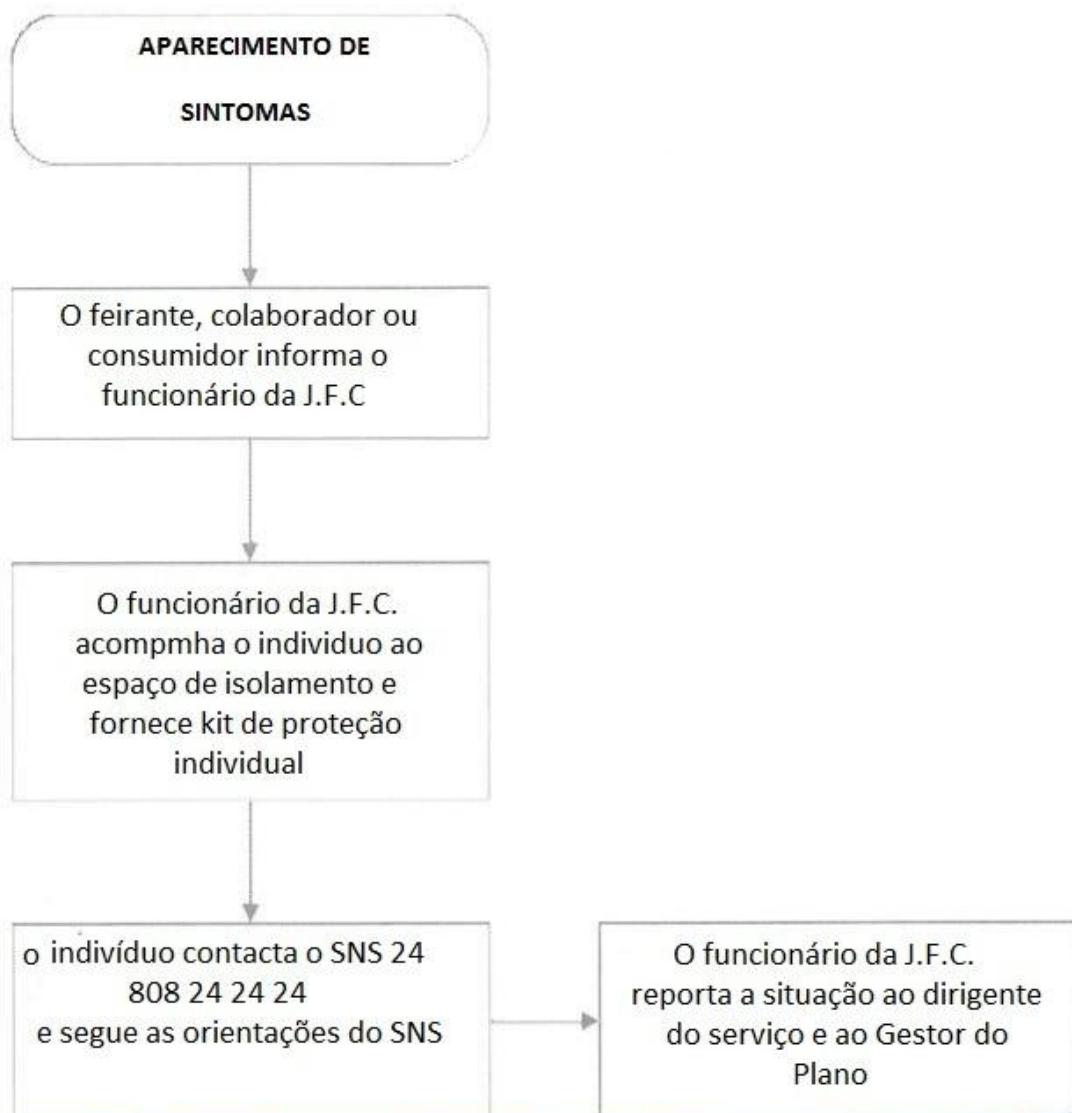 APARECIMENTO DE
SINTOMAS
O feirante, colaborador ou
consumidor informa o
funcionário da J.F.C
O funcionário da J.F.C.
acompmha o individuo ao
espaço de isolamento e
fornece kit de proteção
individual
o indivíduo contacta o SNS 24
808 24 24 24
e segue as orientações do SNS
O funcionário da J.F.C.
reporta a situação ao dirigente
do serviço e ao Gestor do
Plano